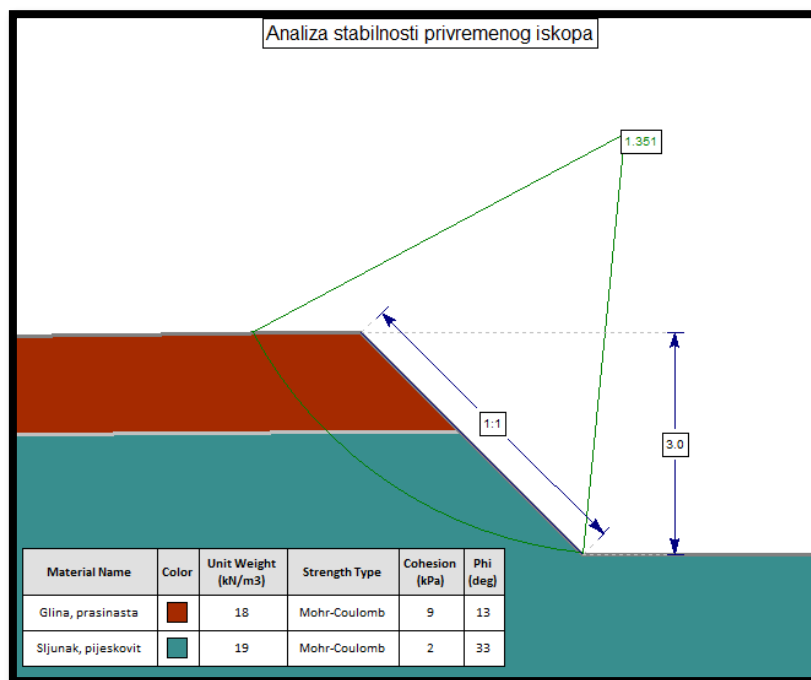 Analiza stabilnosti privremenog iskopa
1.351
1:1
3.0
Material Name Color Unit Weight (kN/m3) Strength Type Cohesion (kPa) Phi (deg)
Glina, prasinasta 18 Mohr-Coulomb 9 13
Sljunak, pijeskovit 19 Mohr-Coulomb 2 33